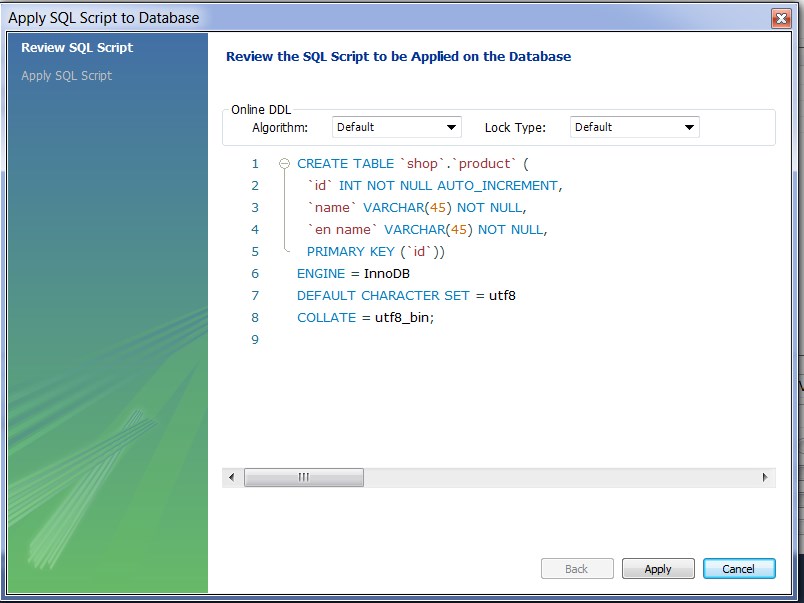 Apply SQL Script to Database
Review SQL Script
Apply SQL Script
Review the SQL Script to be Applied on the Database
Online DDL
Algorithm: Default Lock Type: Default
1 CREATE TABLE `shop`.`product` (
2 `id` INT NOT NULL AUTO_INCREMENT,
3 `name` VARCHAR(45) NOT NULL,
4 `en name` VARCHAR(45) NOT NULL,
5 PRIMARY KEY (`id`))
6 ENGINE = InnoDB
7 DEFAULT CHARACTER SET = utf8
8 COLLATE = utf8_bin;
9
Back Apply Cancel